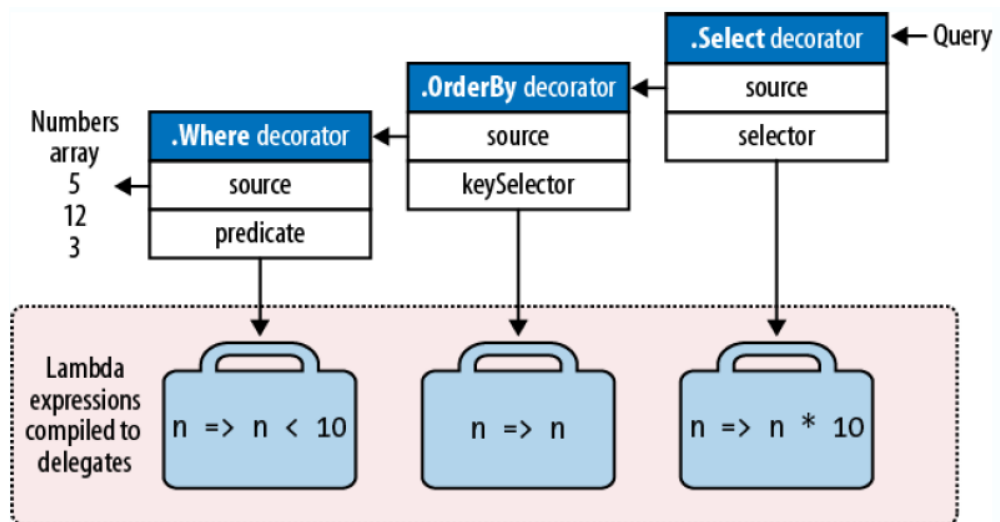 .Select decorator
Query
source
selector
.OrderBy decorator
source
keySelector
.Where decorator
source
predicate
Numbers
array
5
12
3
Lambda
expressions
compiled to
delegates
n => n < 10
n => n
n => n * 10